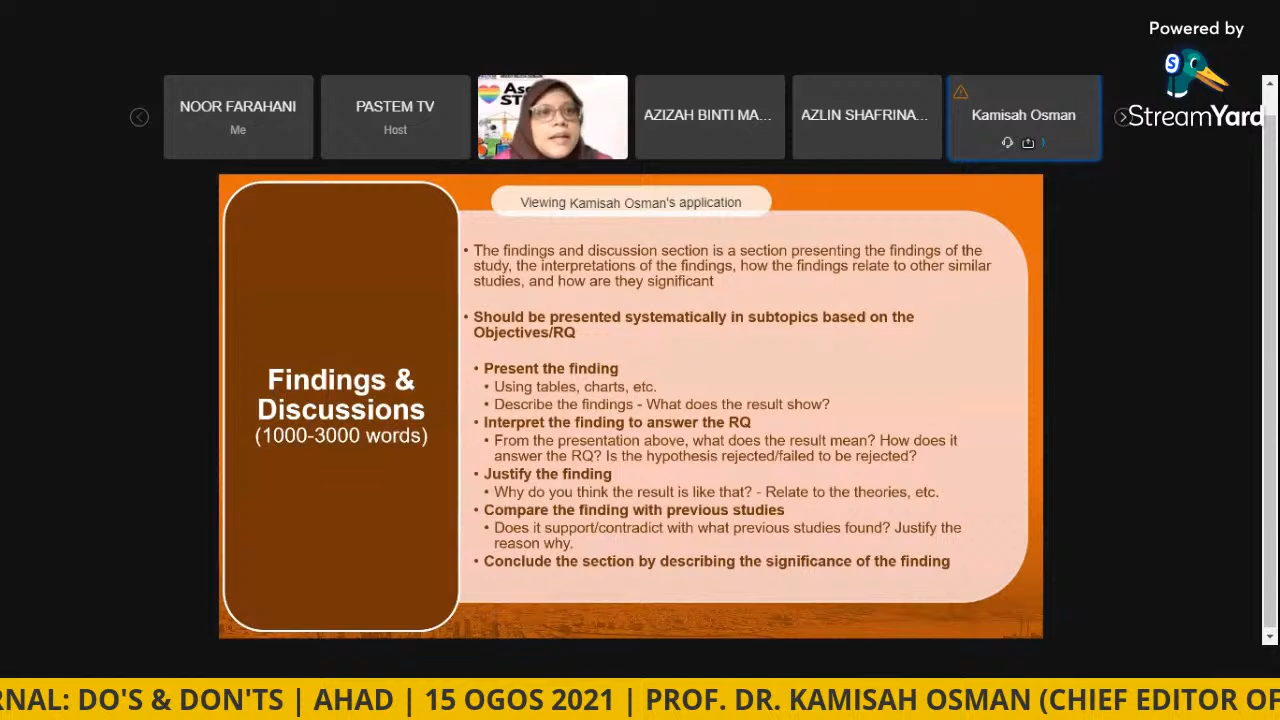 Powered by
StreamYard
NOOR FARAHANI
Me
PASTEM TV
Host
AZIZAH BINTI MA...
AZLIN SHAFRINA...
Kamisah Osman
Viewing Kamisah Osman's application
Findings &
Discussions
(1000-3000 words)
• The findings and discussion section is a section presenting the findings of the
study, the interpretations of the findings, how the findings relate to other similar
studies, and how are they significant
• Should be presented systematically in subtopics based on the
Objectives/RQ
• Present the finding
• Using tables, charts, etc.
• Describe the findings - What does the result show?
• Interpret the finding to answer the RQ
• From the presentation above, what does the result mean? How does it
answer the RQ? Is the hypothesis rejected/failed to be rejected?
• Justify the finding
• Why do you think the result is like that? - Relate to the theories, etc.
• Compare the finding with previous studies
• Does it support/contradict with what previous studies found? Justify the
reason why.
• Conclude the section by describing the significance of the finding
RNAL: DO'S & DON'TS | AHAD | 15 OGOS 2021 | PROF. DR. KAMISAH OSMAN (CHIEF EDITOR OF